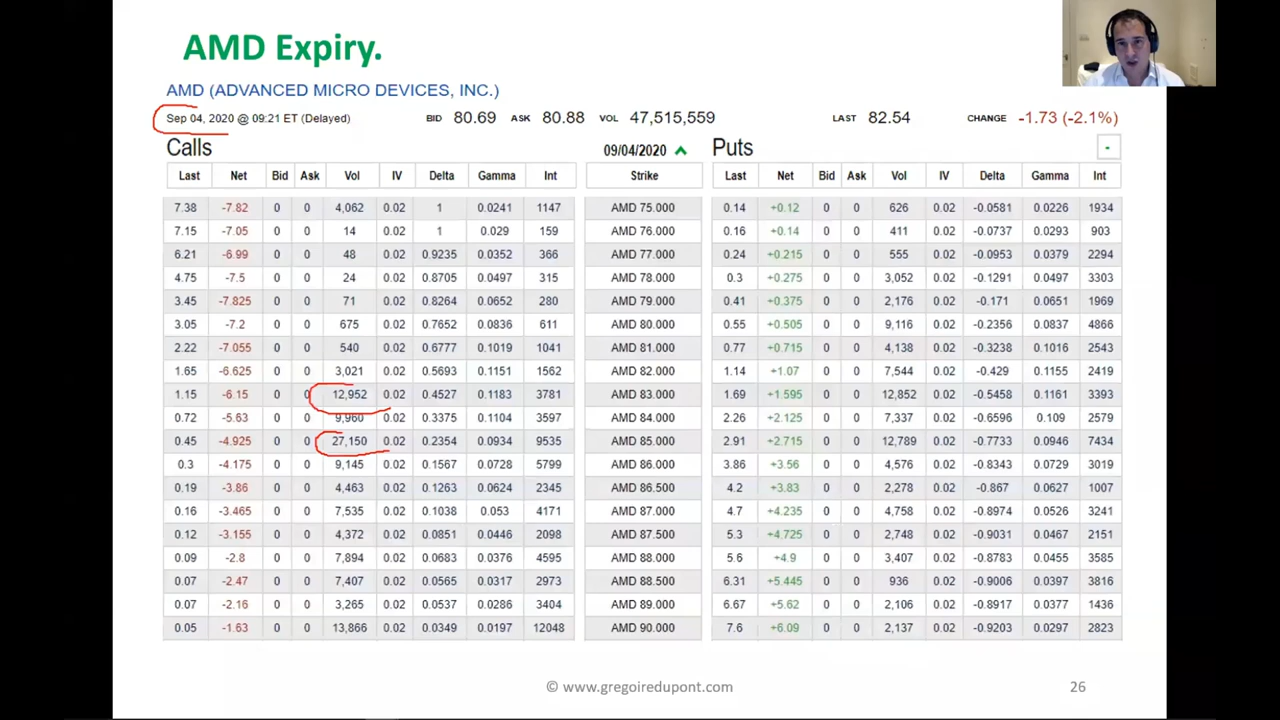 AMD Expiry.
AMD (ADVANCED MICRO DEVICES, INC.)
Sep 04, 2020 @ 09:21 ET (Delayed) BID 80.69 ASK 80.88 VOL 47,515,559 LAST 82.54 CHANGE -1.73 (-2.1%)
Calls 09/04/2020 Puts -
Last Net Bid Ask Vol IV Delta Gamma Int Strike Last Net Bid Ask Vol IV Delta Gamma Int
7.38 -7.82 0 0 4,062 0.02 1 0.0241 1147 AMD 75.000 0.14 +0.12 0 0 626 0.02 -0.0581 0.0226 1934
7.15 -7.05 0 0 14 0.02 1 0.029 159 AMD 76.000 0.16 +0.14 0 0 411 0.02 -0.0737 0.0293 903
6.21 -6.99 0 0 48 0.02 0.9235 0.0352 366 AMD 77.000 0.24 +0.215 0 0 555 0.02 -0.0953 0.0379 2294
4.75 -7.5 0 0 24 0.02 0.8705 0.0497 315 AMD 78.000 0.3 +0.275 0 0 3,052 0.02 -0.1291 0.0497 3303
3.45 -7.825 0 0 71 0.02 0.8264 0.0652 280 AMD 79.000 0.41 +0.375 0 0 2,176 0.02 -0.171 0.0651 1969
3.05 -7.2 0 0 675 0.02 0.7652 0.0836 611 AMD 80.000 0.55 +0.505 0 0 9,116 0.02 -0.2356 0.0837 4866
2.22 -7.055 0 0 540 0.02 0.6777 0.1019 1041 AMD 81.000 0.77 +0.715 0 0 4,138 0.02 -0.3238 0.1016 2543
1.65 -6.625 0 0 3,021 0.02 0.5693 0.1151 1562 AMD 82.000 1.14 +1.07 0 0 7,544 0.02 -0.429 0.1155 2419
1.15 -6.15 0 0 12,952 0.02 0.4527 0.1183 3781 AMD 83.000 1.69 +1.595 0 0 12,852 0.02 -0.5458 0.1161 3393
0.72 -5.63 0 0 9,960 0.02 0.3375 0.1104 3597 AMD 84.000 2.26 +2.125 0 0 7,337 0.02 -0.6596 0.109 2579
0.45 -4.925 0 0 27,150 0.02 0.2354 0.0934 9535 AMD 85.000 2.91 +2.715 0 0 12,789 0.02 -0.7733 0.0946 7434
0.3 -4.175 0 0 9,145 0.02 0.1567 0.0728 5799 AMD 86.000 3.86 +3.56 0 0 4,576 0.02 -0.8343 0.0729 3019
0.19 -3.86 0 0 4,463 0.02 0.1263 0.0624 2345 AMD 86.500 4.2 +3.83 0 0 2,278 0.02 -0.867 0.0627 1007
0.16 -3.465 0 0 7,535 0.02 0.1038 0.053 4171 AMD 87.000 4.7 +4.235 0 0 4,758 0.02 -0.8974 0.0526 3241
0.12 -3.155 0 0 4,372 0.02 0.0851 0.0446 2098 AMD 87.500 5.3 +4.725 0 0 2,748 0.02 -0.9031 0.0467 2151
0.09 -2.8 0 0 7,894 0.02 0.0683 0.0376 4595 AMD 88.000 5.6 +4.9 0 0 3,407 0.02 -0.8783 0.0455 3585
0.07 -2.47 0 0 7,407 0.02 0.0565 0.0317 2973 AMD 88.500 6.31 +5.445 0 0 936 0.02 -0.9006 0.0397 3816
0.07 -2.16 0 0 3,265 0.02 0.0537 0.0286 3404 AMD 89.000 6.67 +5.62 0 0 2,106 0.02 -0.8917 0.0377 1436
0.05 -1.63 0 0 13,866 0.02 0.0349 0.0197 12048 AMD 90.000 7.6 +6.09 0 0 2,137 0.02 -0.9203 0.0297 2823
© www.gregoiredupont.com 26